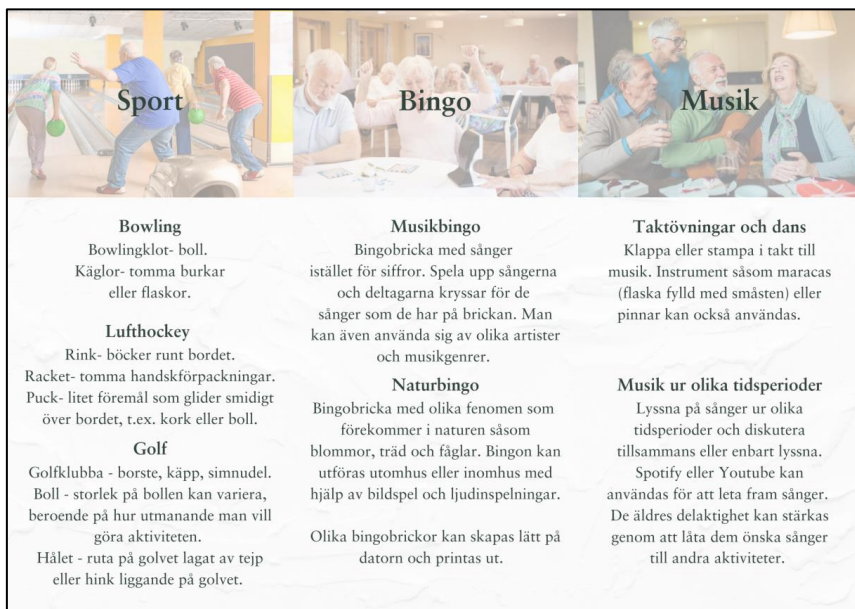 Sport
Bowling
Bowlingklot- boll.
Käglor- tomma burkar
eller flaskor.
Lufthockey
Rink- böcker runt bordet.
Racket- tomma handskförpackningar.
Puck- litet föremål som glider smidigt
över bordet, t.ex. kork eller boll.
Golf
Golfklubba - borste, käpp, simnudel.
Boll - storlek på bollen kan variera,
beroende på hur utmanande man vill
göra aktiviteten.
Hålet - ruta på golvet lagat av tejp
eller hink liggande på golvet.
Bingo
Musikbingo
Bingobricka med sånger
istället för siffror. Spela upp sångerna
och deltagarna kryssar för de
sånger som de har på brickan. Man
kan även använda sig av olika artister
och musikgenrer.
Naturbingo
Bingobricka med olika fenomen som
förekommer i naturen såsom
blommor, träd och fåglar. Bingon kan
utföras utomhus eller inomhus med
hjälp av bildspel och ljudinspelningar.
Olika bingobrickor kan skapas lätt på
datorn och printas ut.
Musik
Taktövningar och dans
Klappa eller stampa i takt till
musik. Instrument såsom maracas
(flaska fylld med småsten) eller
pinnar kan också användas.
Musik ur olika tidsperioder
Lyssna på sånger ur olika
tidsperioder och diskutera
tillsammans eller enbart lyssna.
Spotify eller Youtube kan
användas för att leta fram sånger.
De äldres delaktighet kan stärkas
genom att låta dem önska sånger
till andra aktiviteter.